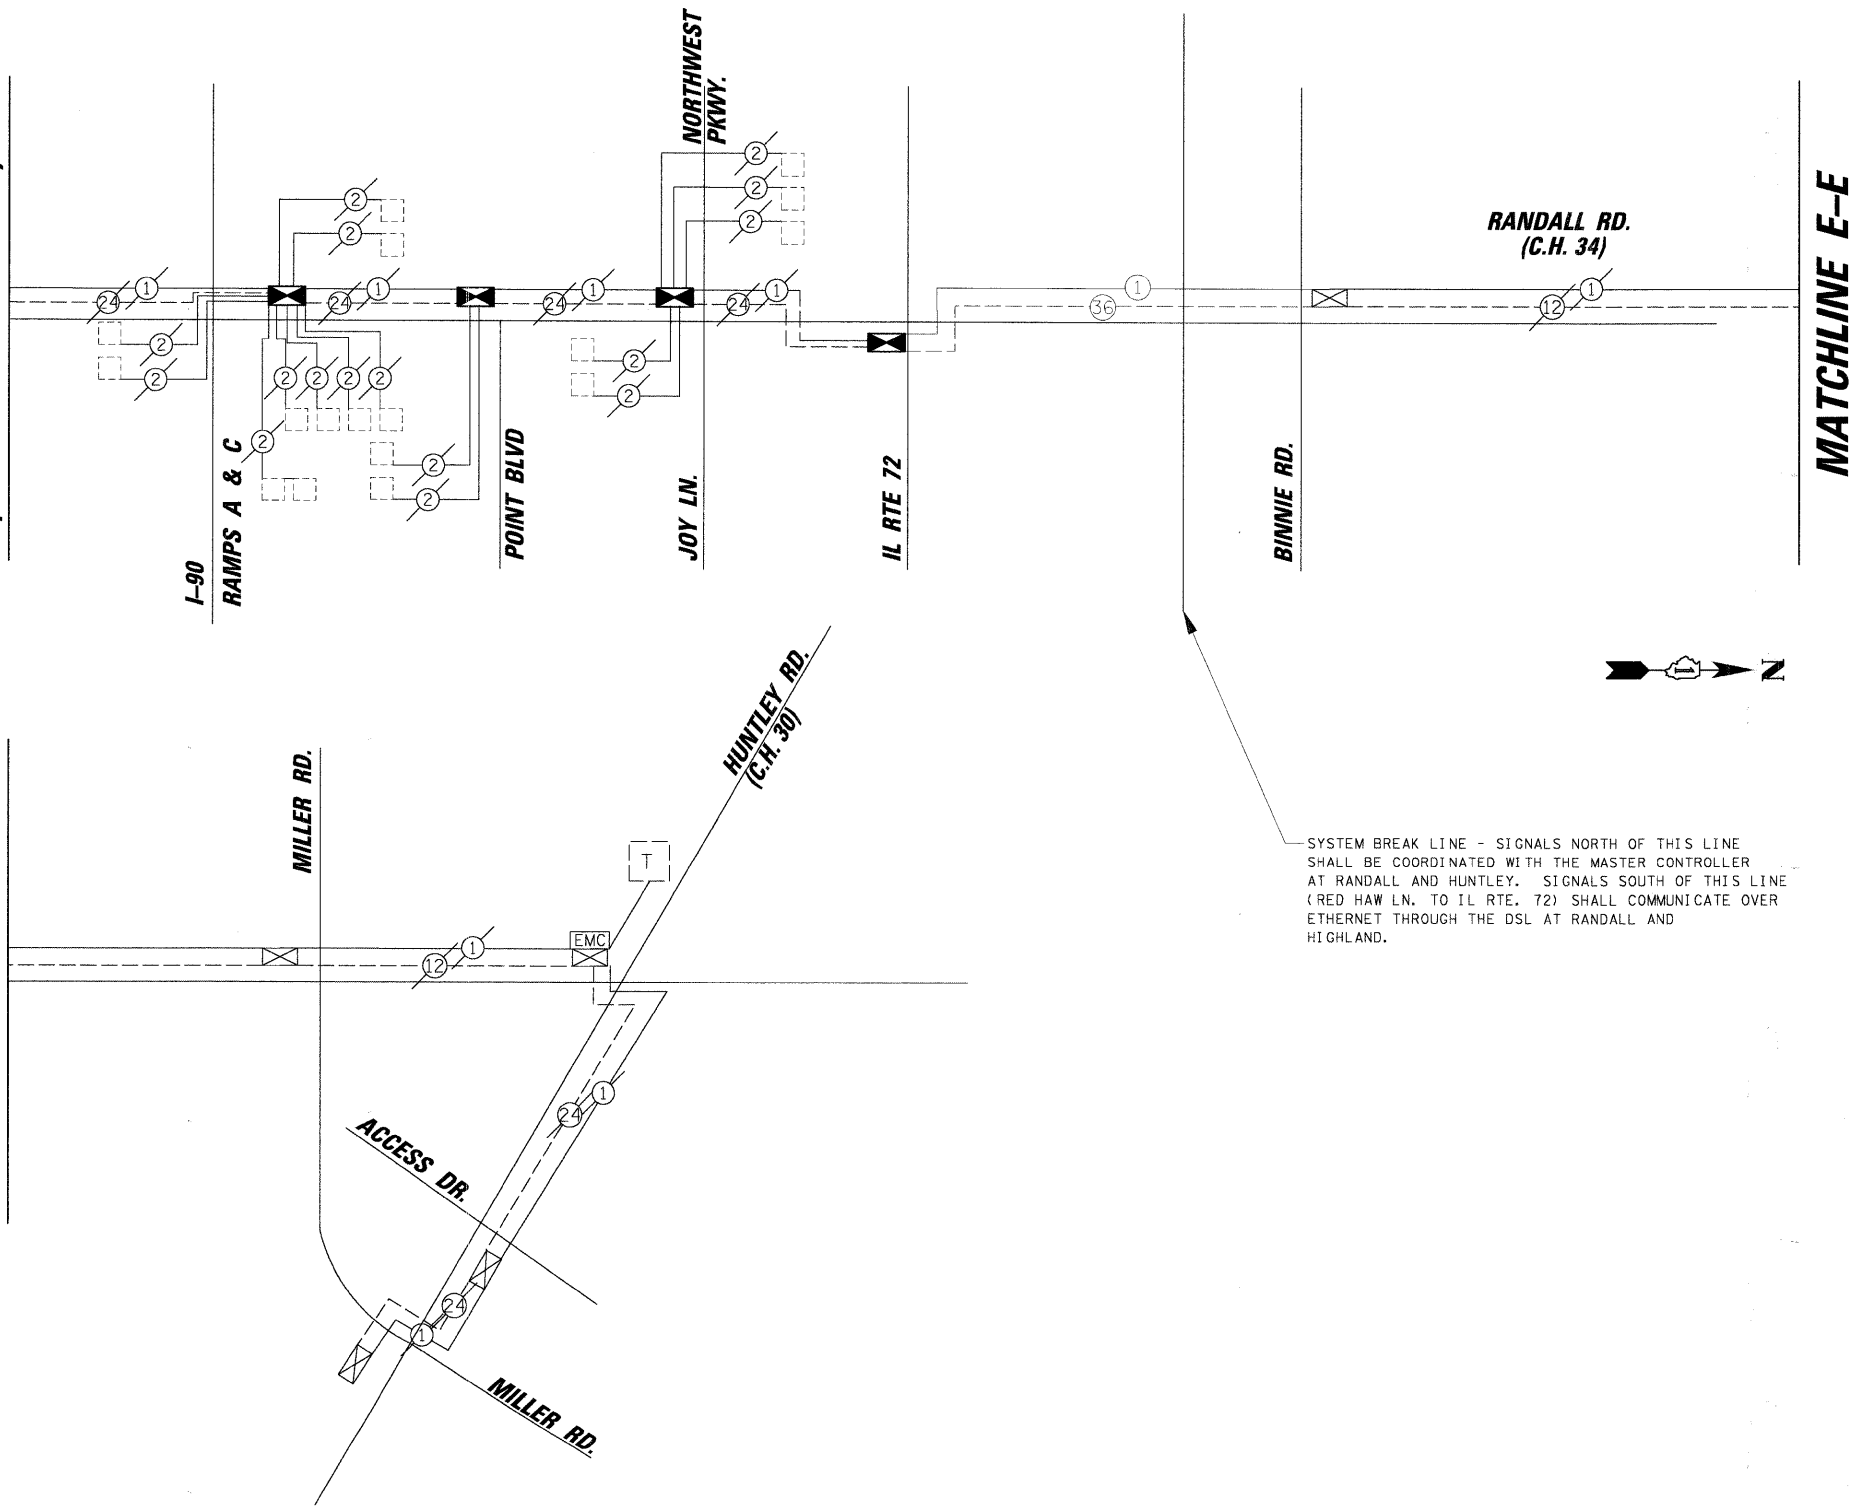 NORTHWEST
PKWY.
2
2
2
2
2
RANDALL RD.
(C.H. 34)
MATCHLINE E-E
24
1
24
1
24
1
24
1
36
1
12
1
2
2
2
2
2
2
2
2
2
2
2
I-90
RAMPS A & C
POINT BLVD
JOY LN.
IL RTE 72
BINNIE RD.
N
HUNTLEY RD.
(C.H. 30)
MILLER RD.
T
EMC
12
1
SYSTEM BREAK LINE - SIGNALS NORTH OF THIS LINE
SHALL BE COORDINATED WITH THE MASTER CONTROLLER
AT RANDALL AND HUNTLEY. SIGNALS SOUTH OF THIS LINE
(RED HAW LN. TO IL RTE. 72) SHALL COMMUNICATE OVER
ETHERNET THROUGH THE DSL AT RANDALL AND
HIGHLAND.
24
1
ACCESS DR.
24
1
MILLER RD.